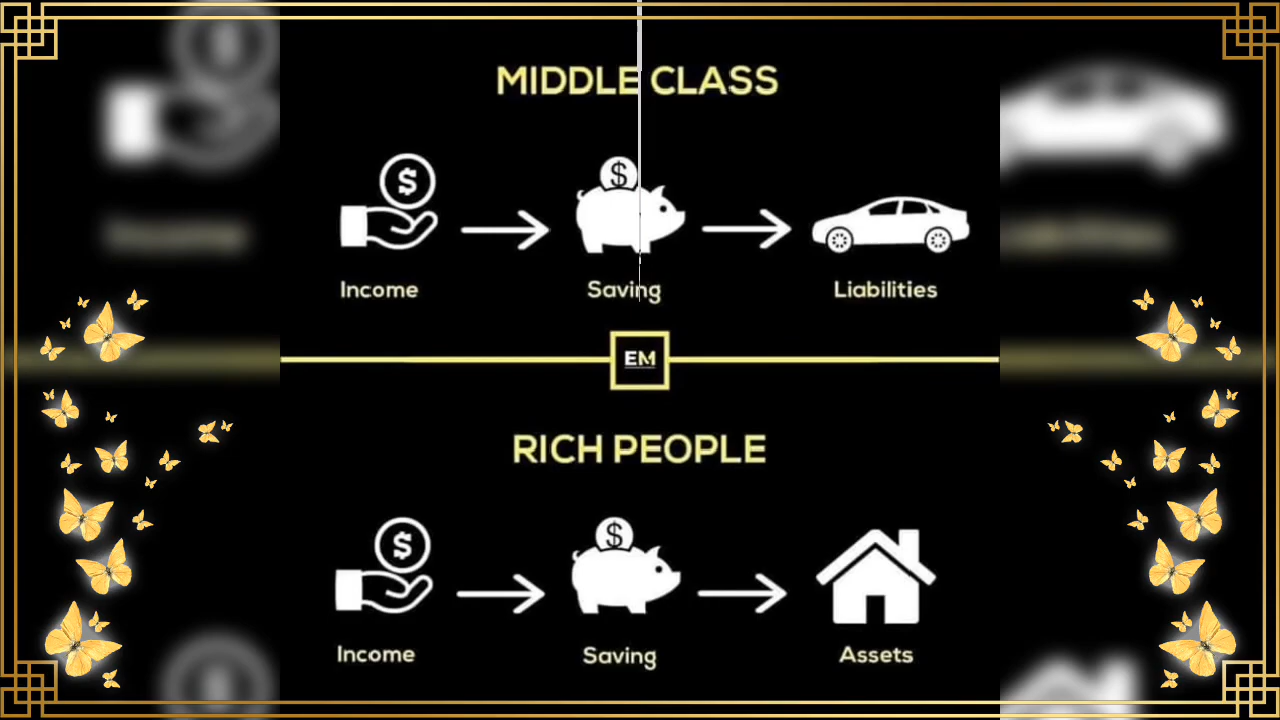 MIDDLE CLASS
$
$
Income
Saving
Liabilities
EM
RICH PEOPLE
$
$
Income
Saving
Assets